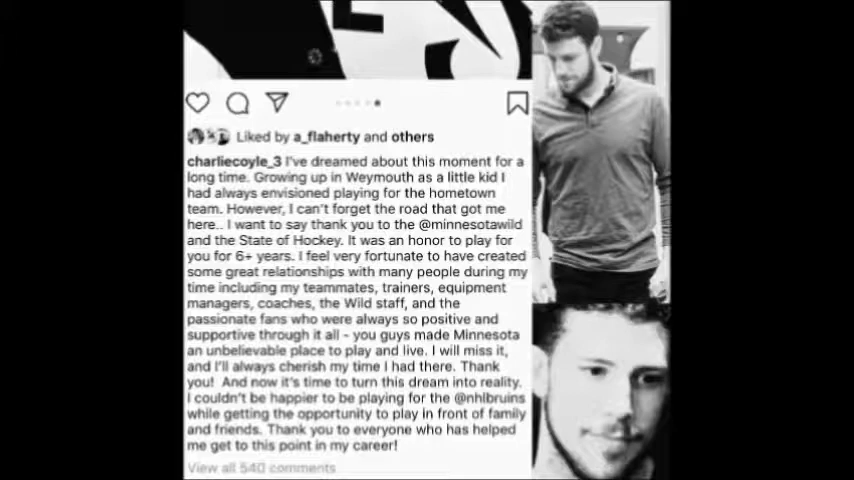 Liked by a_flaherty and others
charliecoyle_3 I've dreamed about this moment for a
long time. Growing up in Weymouth as a little kid I
had always envisioned playing for the hometown
team. However, I can't forget the road that got me
here.. I want to say thank you to the @minnesotawild
and the State of Hockey. It was an honor to play for
you for 6+ years. I feel very fortunate to have created
some great relationships with many people during my
time including my teammates, trainers, equipment
managers, coaches, the Wild staff, and the
passionate fans who were always so positive and
supportive through it all - you guys made Minnesota
an unbelievable place to play and live. I will miss it,
and I'll always cherish my time I had there. Thank
you! And now it's time to turn this dream into reality.
I couldn't be happier to be playing for the @nhlbruins
while getting the opportunity to play in front of family
and friends. Thank you to everyone who has helped
me get to this point in my career!
View all 540 comments